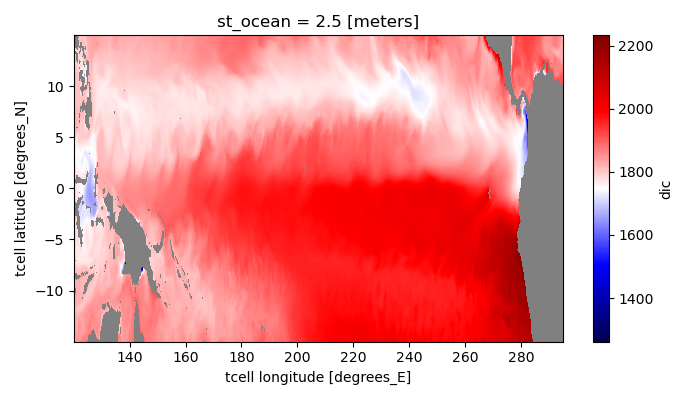 st_ocean = 2.5 [meters]
tcell latitude [degrees_N]
10
5
0
−5
−10
140 160 180 200 220 240 260 280
tcell longitude [degrees_E]
2200
2000
1800
1600
1400
dic